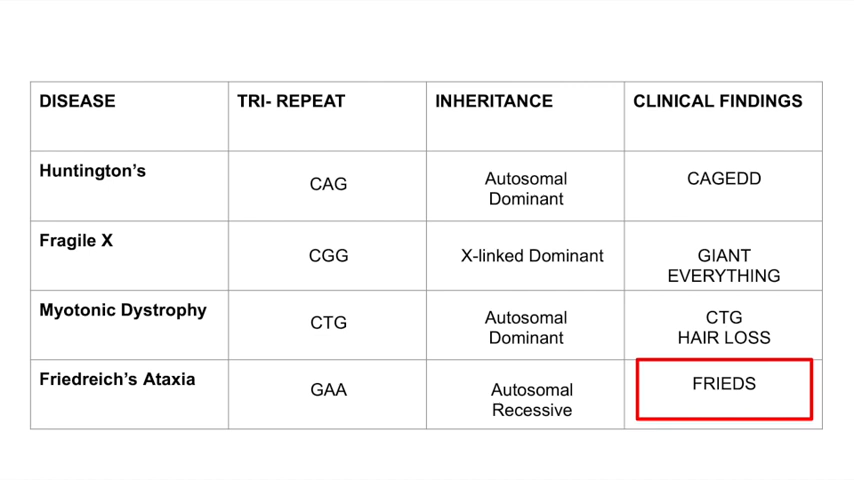 DISEASE TRI- REPEAT INHERITANCE CLINICAL FINDINGS
Huntington's CAG Autosomal Dominant CAGEDD
Fragile X CGG X-linked Dominant GIANT EVERYTHING
Myotonic Dystrophy CTG Autosomal Dominant CTG HAIR LOSS
Friedreich's Ataxia GAA Autosomal Recessive FRIEDS